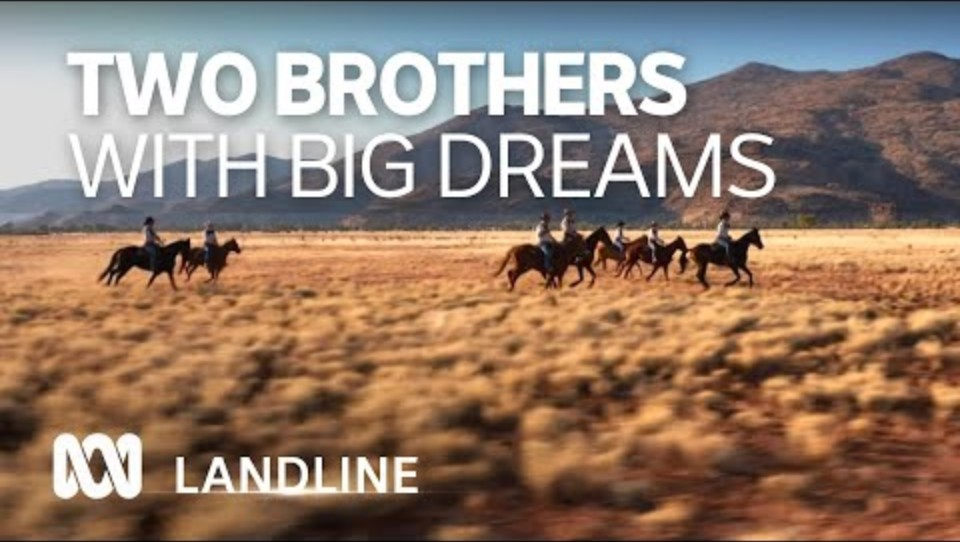 TWO BROTHERS
WITH BIG DREAMS
LANDLINE